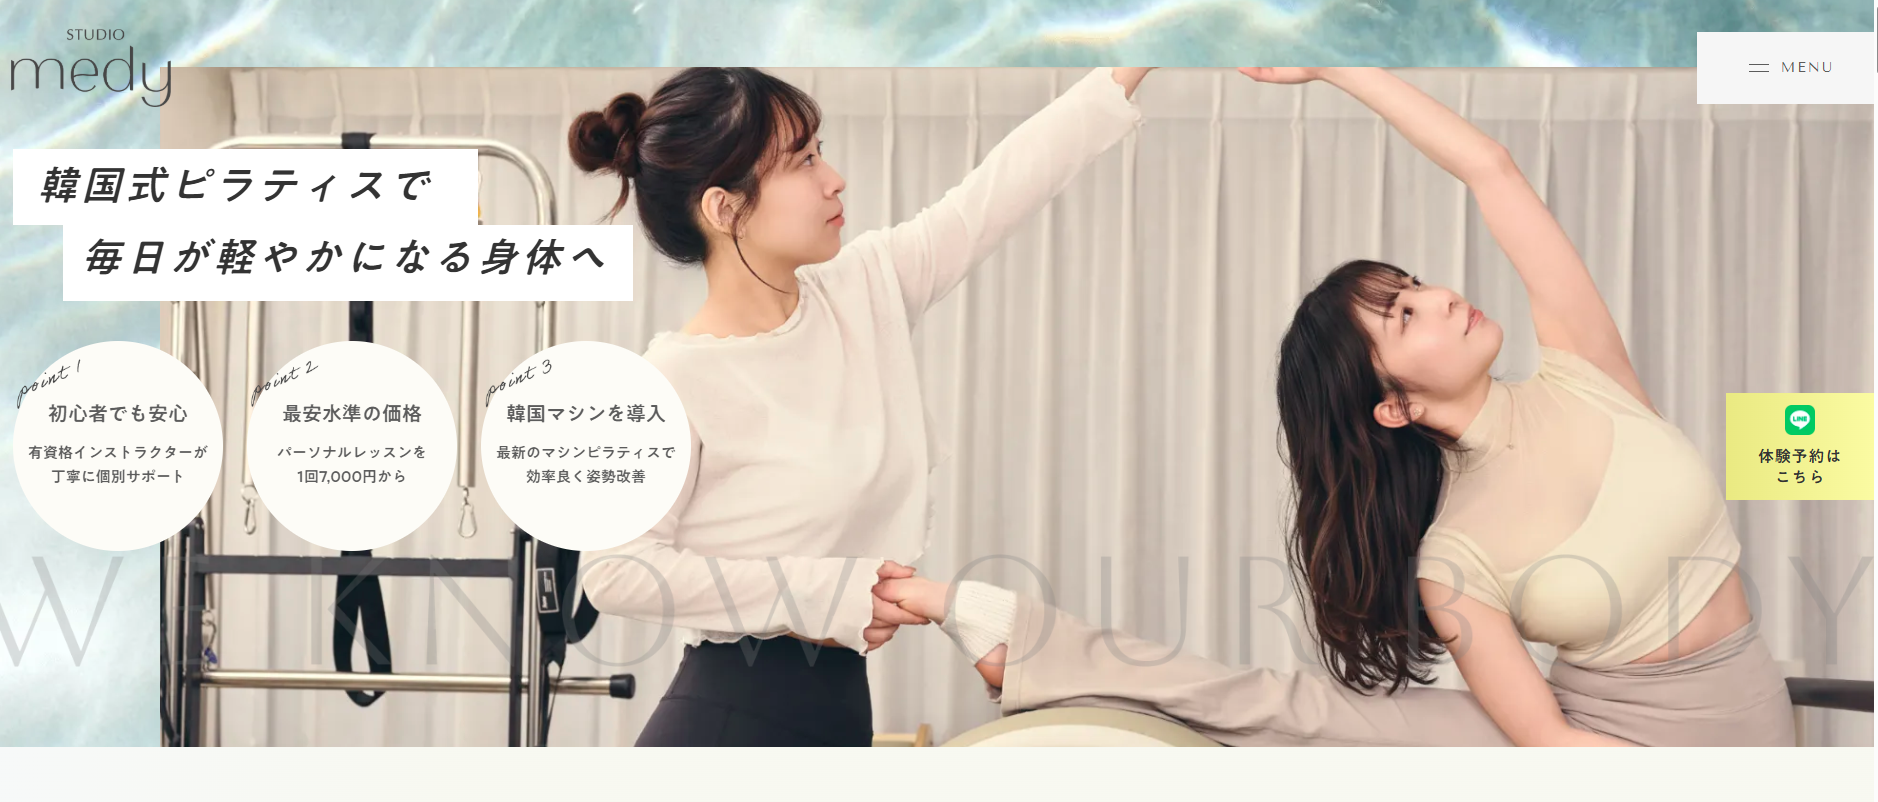 STUDIO
medy
MENU
韓国式ピラティスで
毎日が軽やかになる身体へ
point 1
初心者でも安心
有資格インストラクターが
丁寧に個別サポート
point 2
最安水準の価格
パーソナルレッスンを
1回7,000円から
point 3
韓国マシンを導入
最新のマシンピラティスで
効率良く姿勢改善
LINE
体験予約は
こちら
WE KNOW OUR BODY